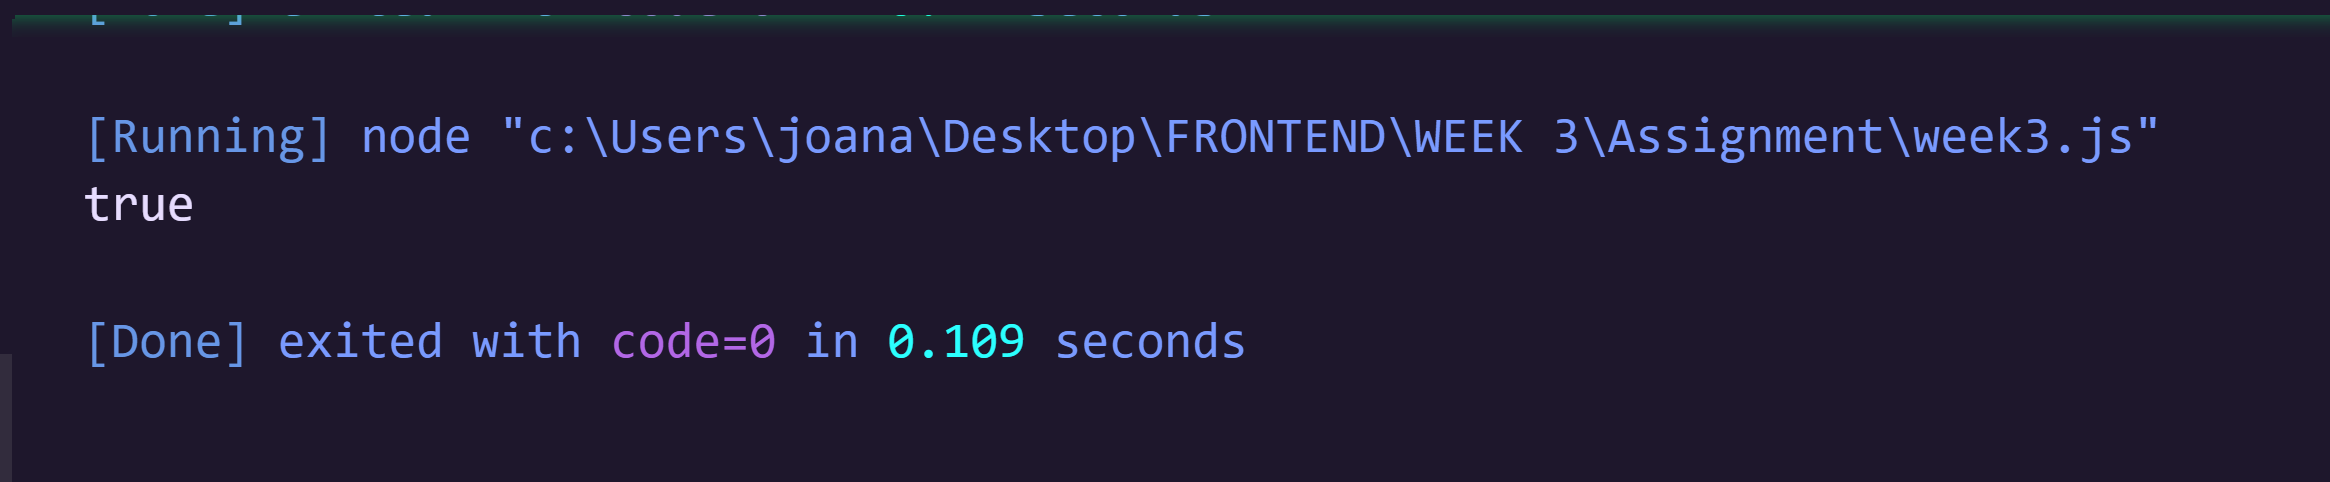 [Running] node "c:\Users\joana\Desktop\FRONTEND\WEEK 3\Assignment\week3.js"
true
[Done] exited with code=0 in 0.109 seconds